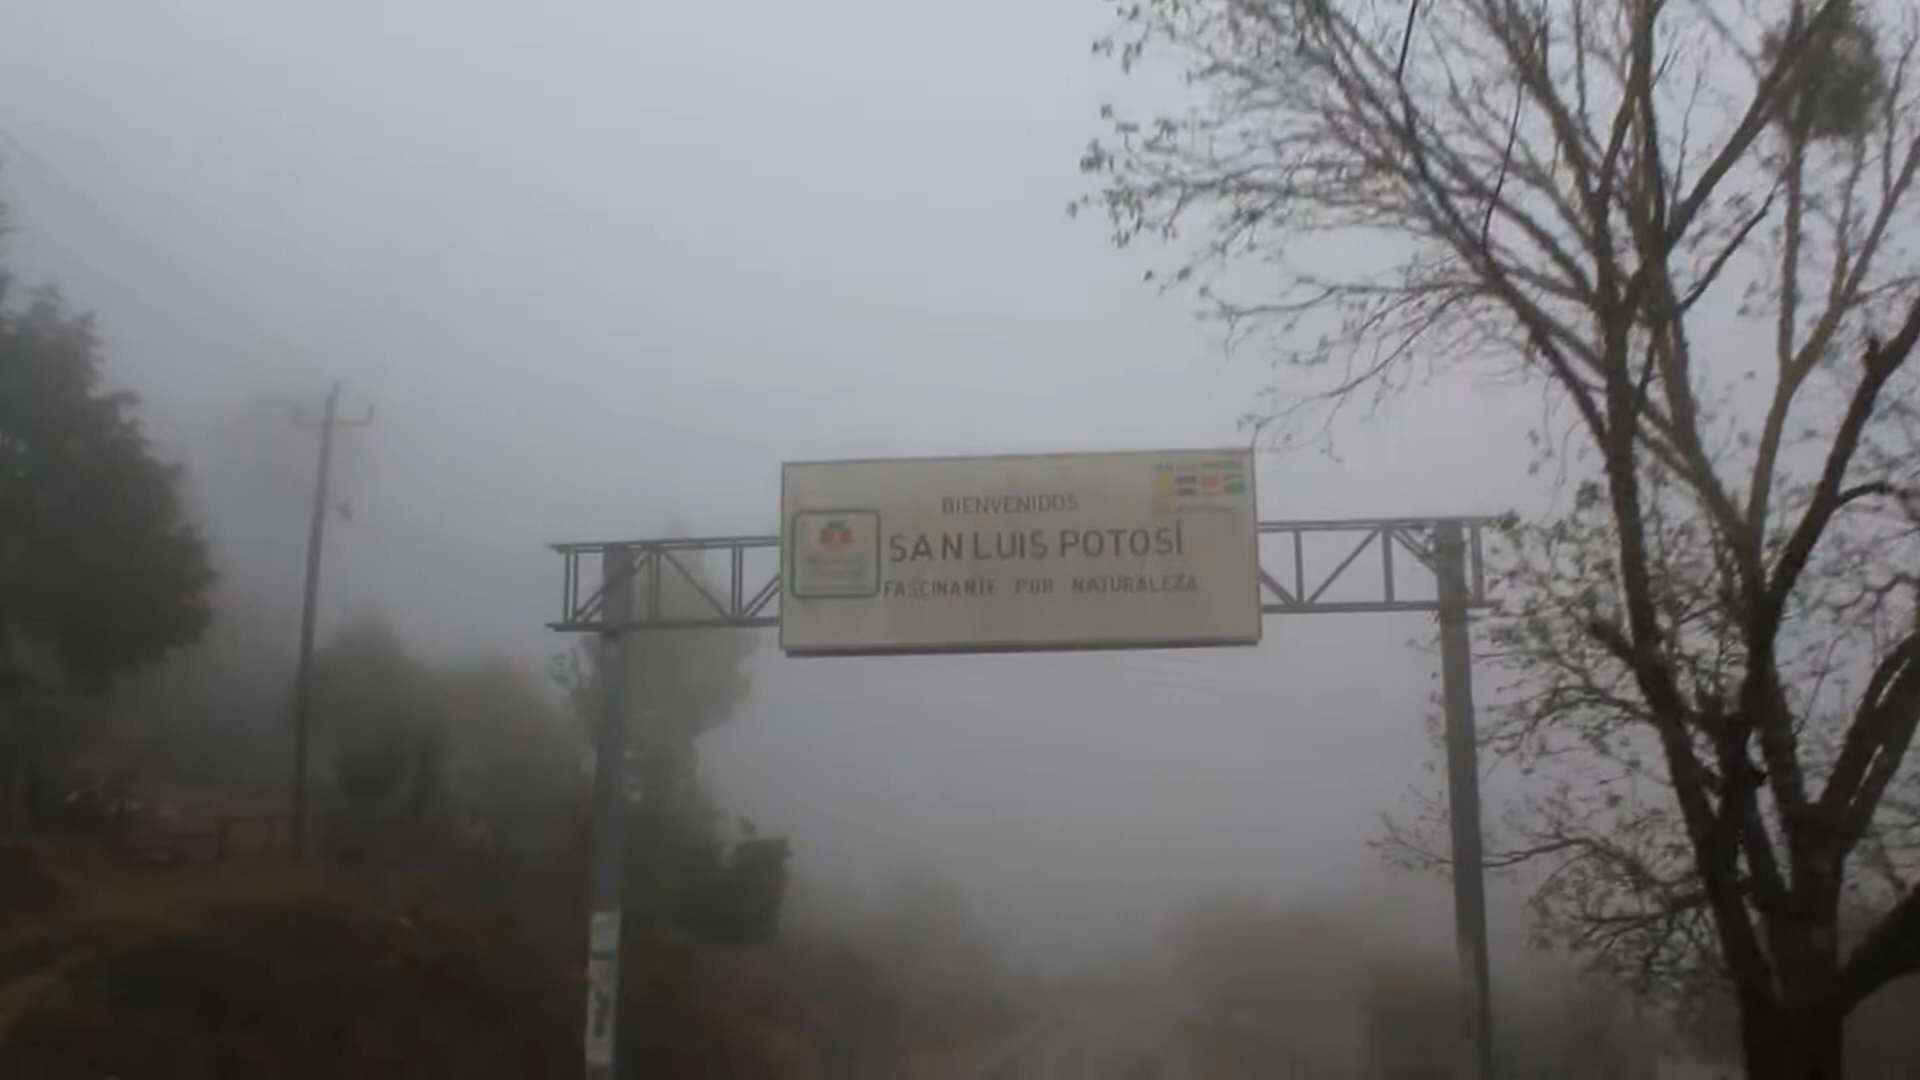 BIENVENIDOS
SAN LUIS POTOSÍ
FASCINANTE POR NATURALEZA